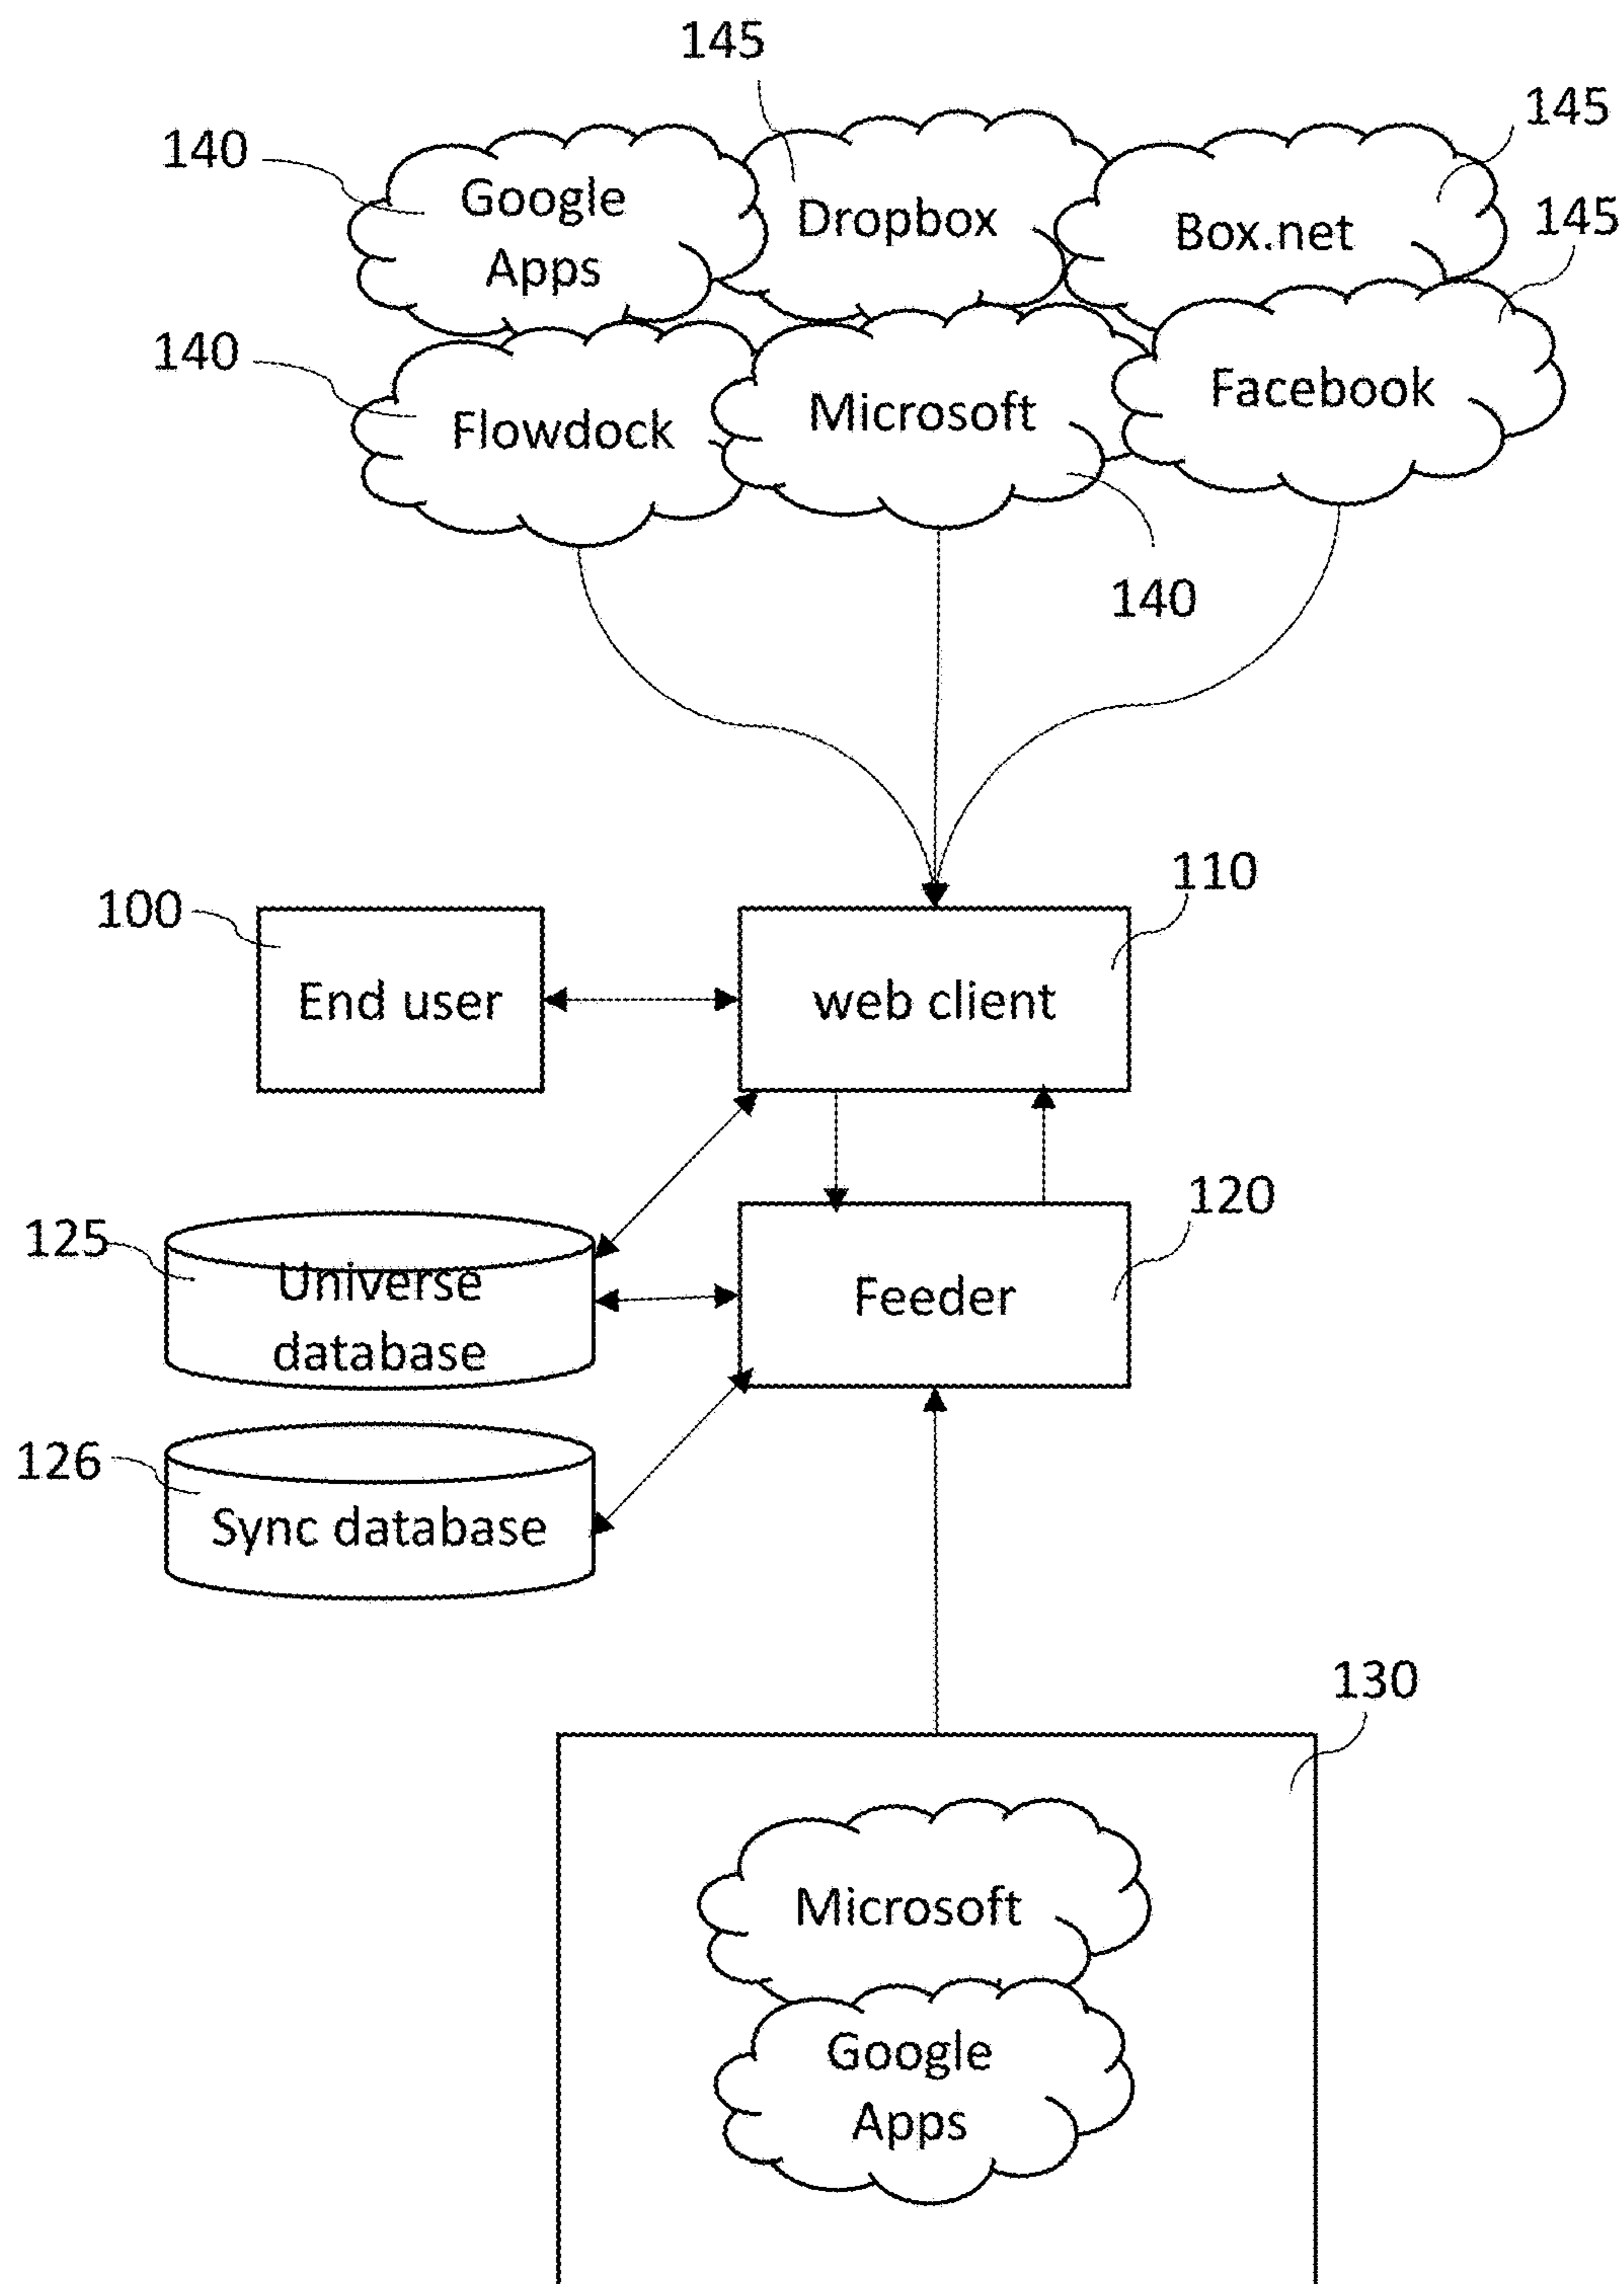 145
140
Google
Apps
Dropbox
145
Box.net
145
140
Flowdock
Microsoft
Facebook
140
100
End user
110
web client
125
Universe
database
120
Feeder
126
Sync database
130
Microsoft
Google
Apps